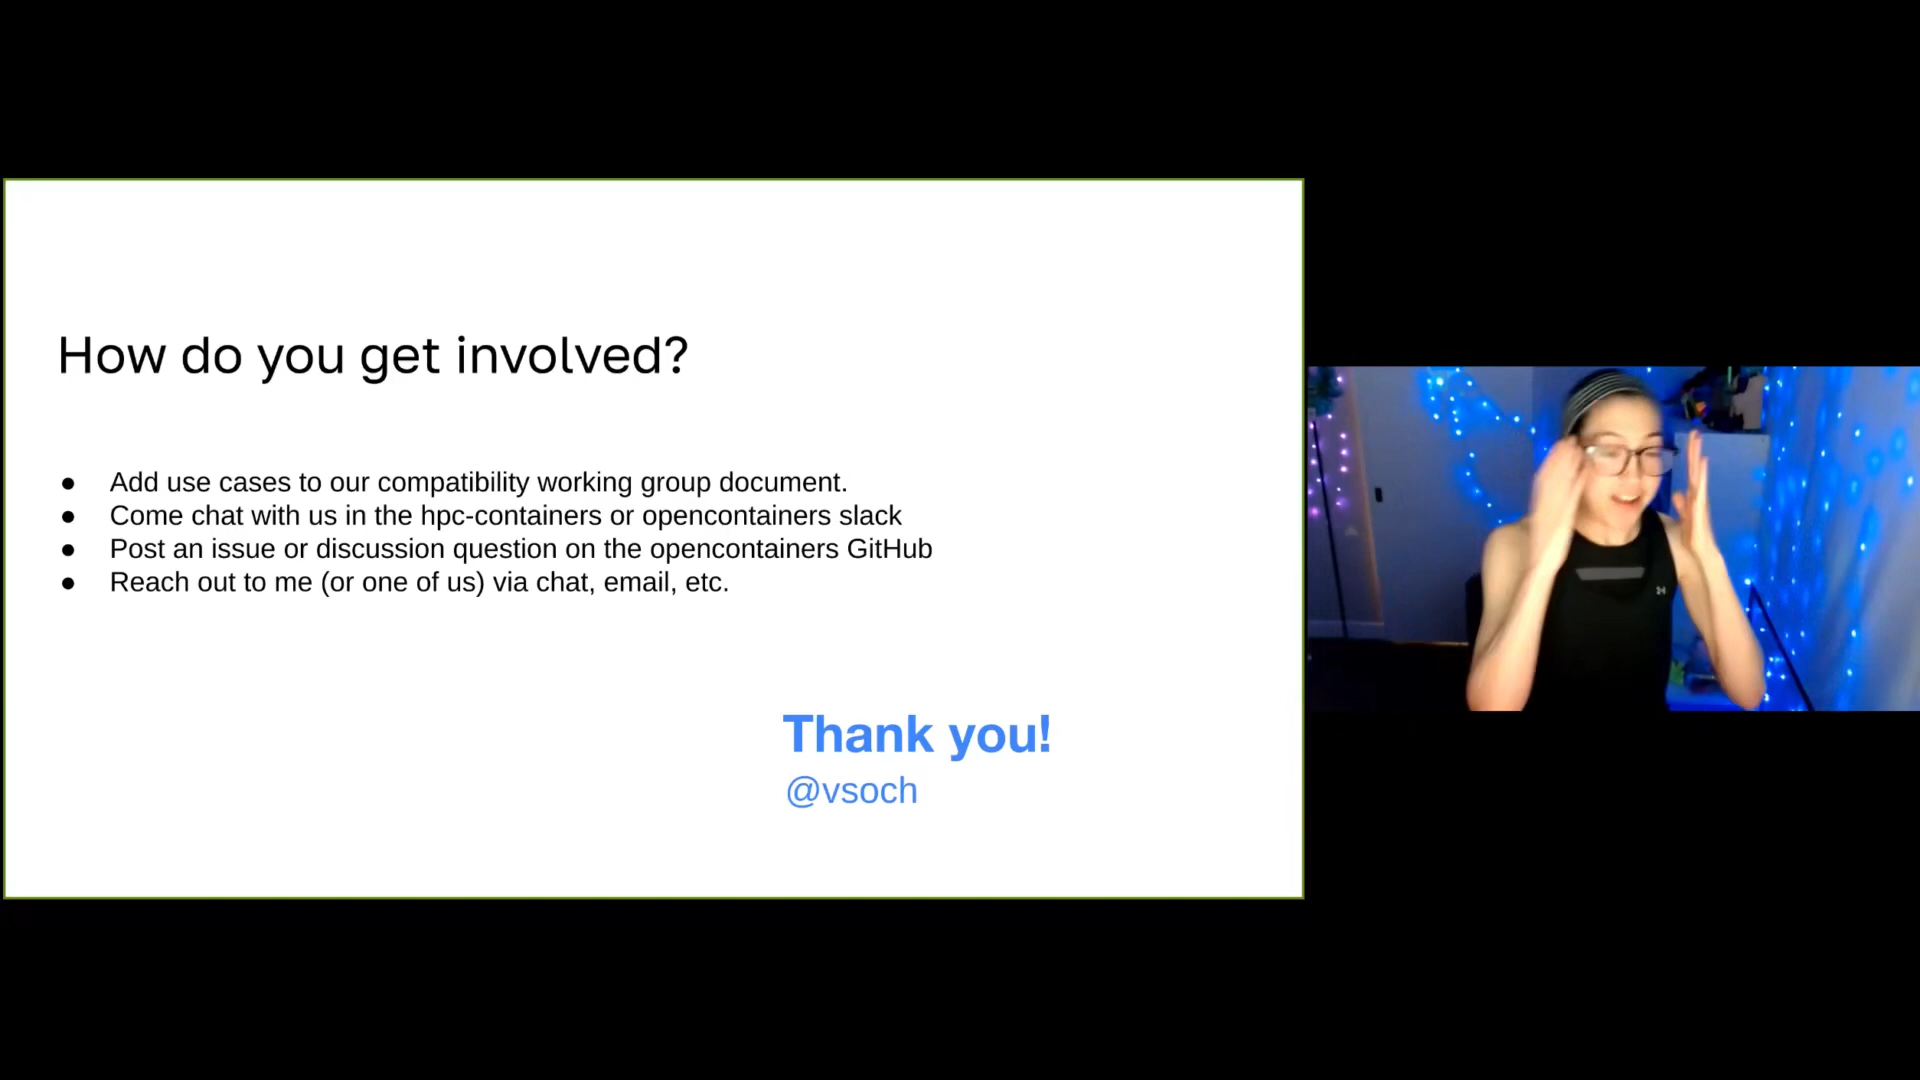 How do you get involved?
● Add use cases to our compatibility working group document.
● Come chat with us in the hpc-containers or opencontainers slack
● Post an issue or discussion question on the opencontainers GitHub
● Reach out to me (or one of us) via chat, email, etc.
Thank you!
@vsoch